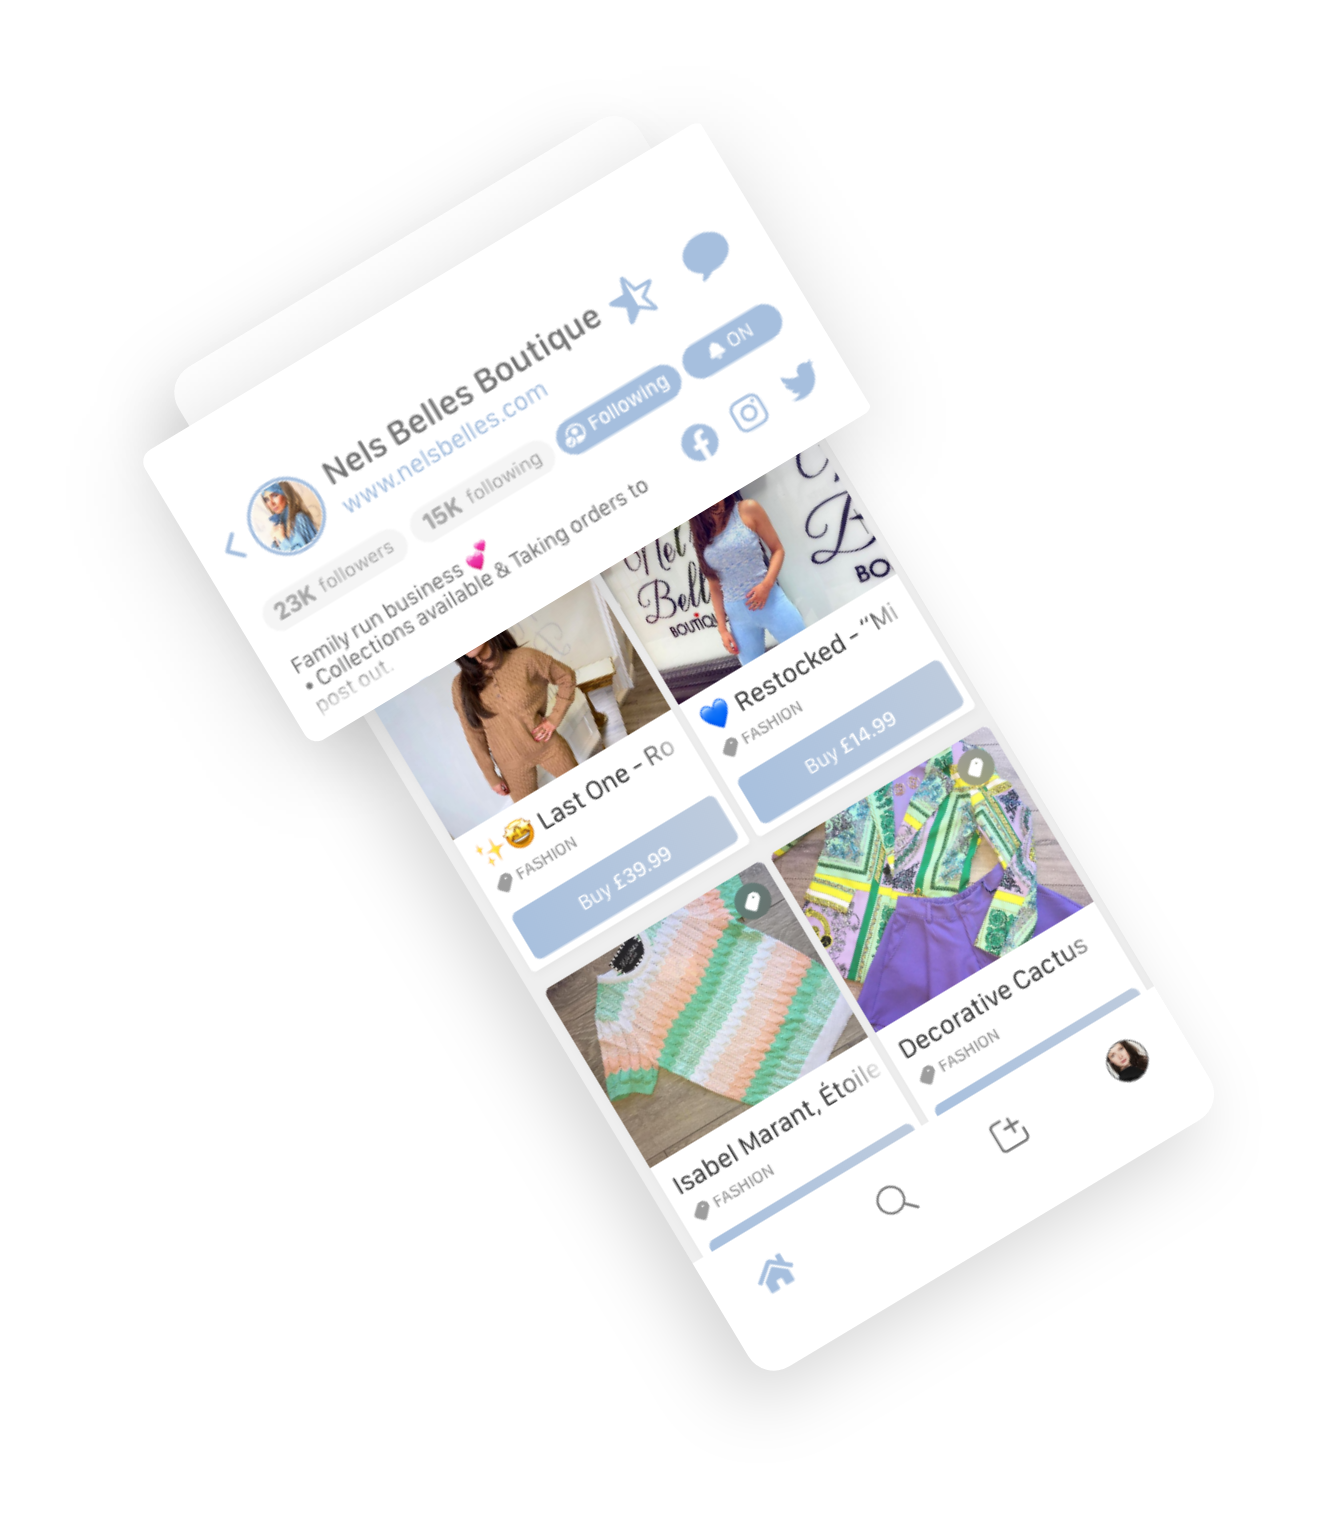 Nels Belles Boutique
www.nelsbelles.com
23K followers
15K following
Following
ON
Family run business 💕
• Collections available & Taking orders to
post out.
Nel
Bell
BOUTIQ
BO
✨🤩 Last One - Ro
FASHION
Buy £39.99
💙 Restocked - “Mi
FASHION
Buy £14.99
Isabel Marant, Étoile
FASHION
Decorative Cactus
FASHION